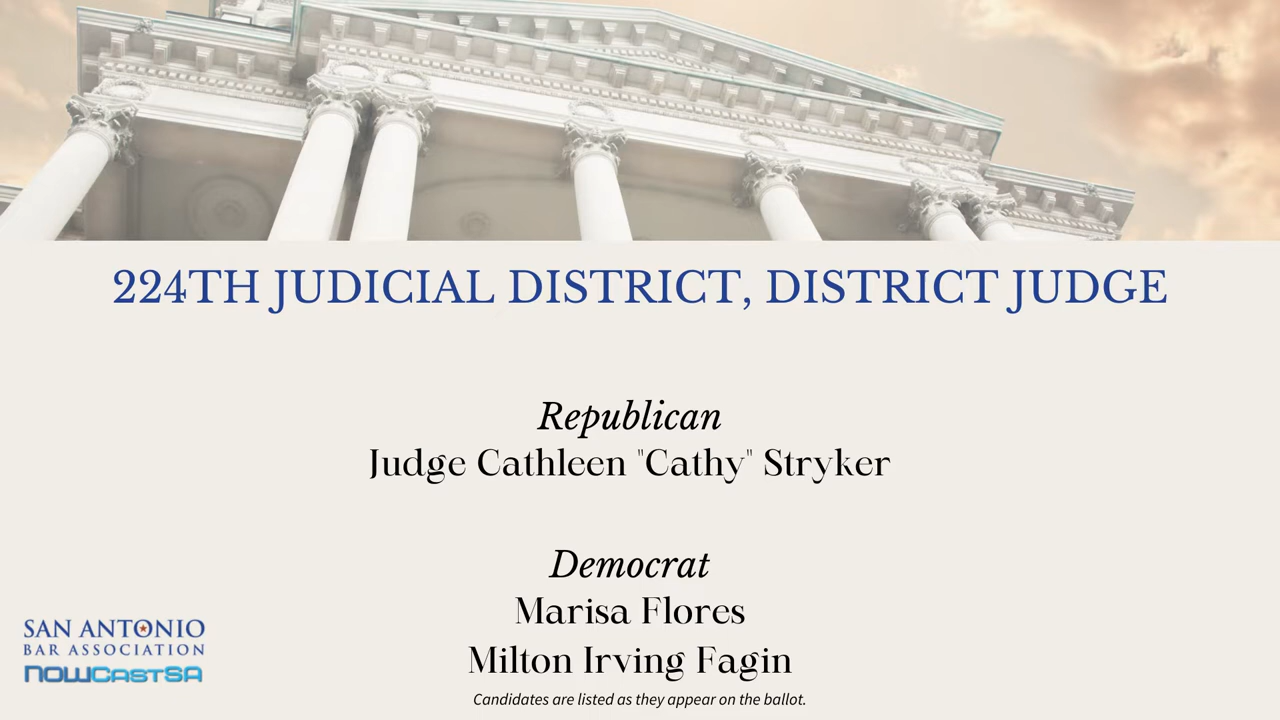 224TH JUDICIAL DISTRICT, DISTRICT JUDGE
Republican
Judge Cathleen "Cathy" Stryker
Democrat
Marisa Flores
Milton Irving Fagin
Candidates are listed as they appear on the ballot.
SAN ANTONIO
BAR ASSOCIATION
NOWCASTSA